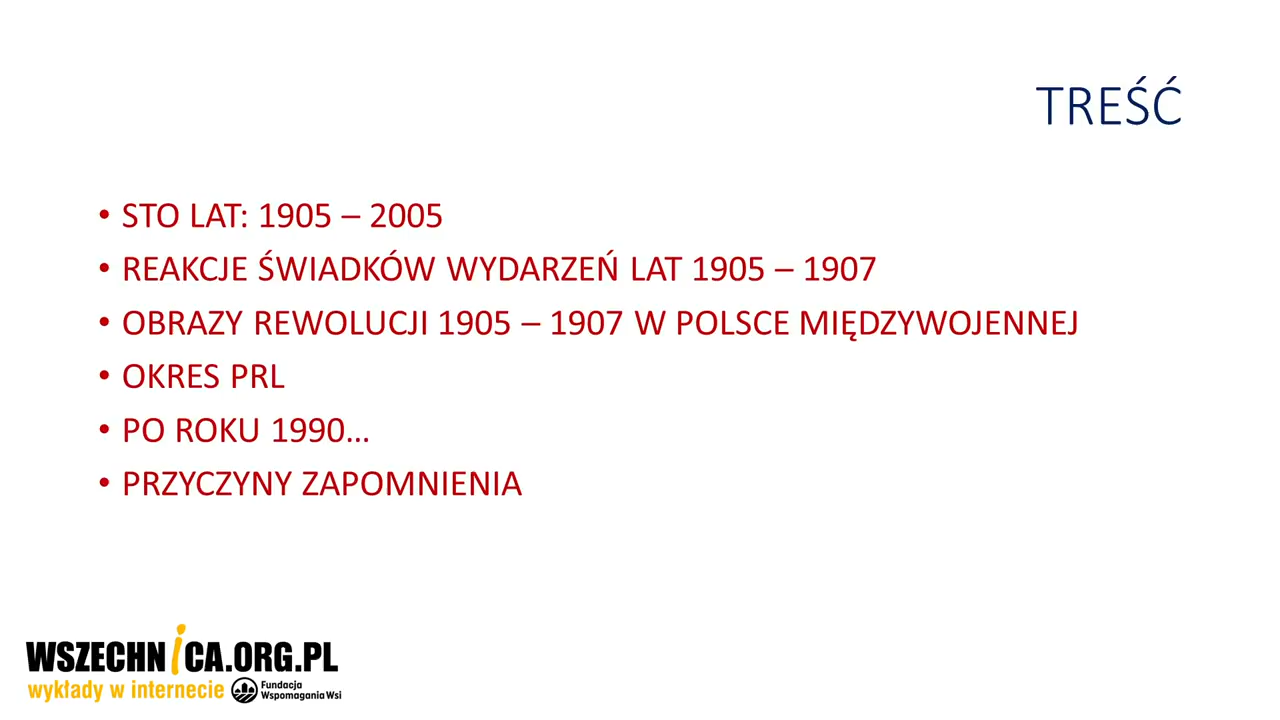 TREŚĆ
• STO LAT: 1905 – 2005
• REAKCJE ŚWIADKÓW WYDARZEŃ LAT 1905 – 1907
• OBRAZY REWOLUCJI 1905 – 1907 W POLSCE MIĘDZYWOJENNEJ
• OKRES PRL
• PO ROKU 1990…
• PRZYCZYNY ZAPOMNIENIA
WSZECHNiCA.ORG.PL
wykłady w internecie
Fundacja
Wspomagania Wsi